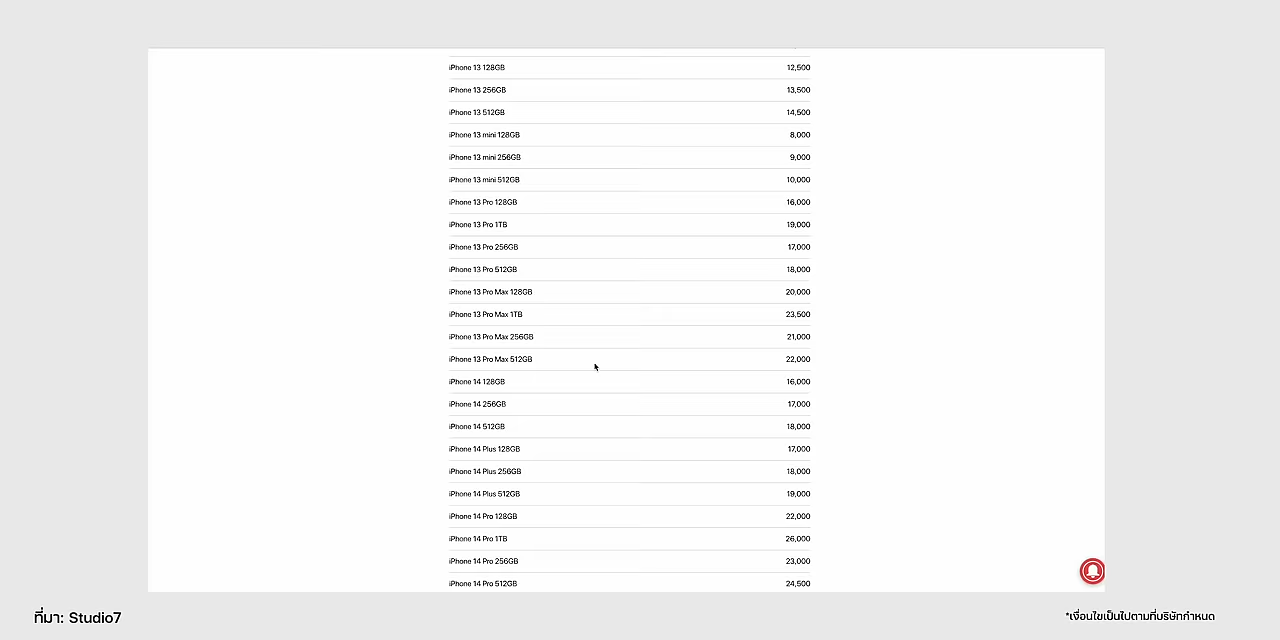 iPhone 13 128GB 12,500
iPhone 13 256GB 13,500
iPhone 13 512GB 14,500
iPhone 13 mini 128GB 8,000
iPhone 13 mini 256GB 9,000
iPhone 13 mini 512GB 10,000
iPhone 13 Pro 128GB 16,000
iPhone 13 Pro 1TB 19,000
iPhone 13 Pro 256GB 17,000
iPhone 13 Pro 512GB 18,000
iPhone 13 Pro Max 128GB 20,000
iPhone 13 Pro Max 1TB 23,500
iPhone 13 Pro Max 256GB 21,000
iPhone 13 Pro Max 512GB 22,000
iPhone 14 128GB 16,000
iPhone 14 256GB 17,000
iPhone 14 512GB 18,000
iPhone 14 Plus 128GB 17,000
iPhone 14 Plus 256GB 18,000
iPhone 14 Plus 512GB 19,000
iPhone 14 Pro 128GB 22,000
iPhone 14 Pro 1TB 26,000
iPhone 14 Pro 256GB 23,000
iPhone 14 Pro 512GB 24,500
ที่มา: Studio7
*เงื่อนไขเป็นไปตามที่บริษัทกำหนด